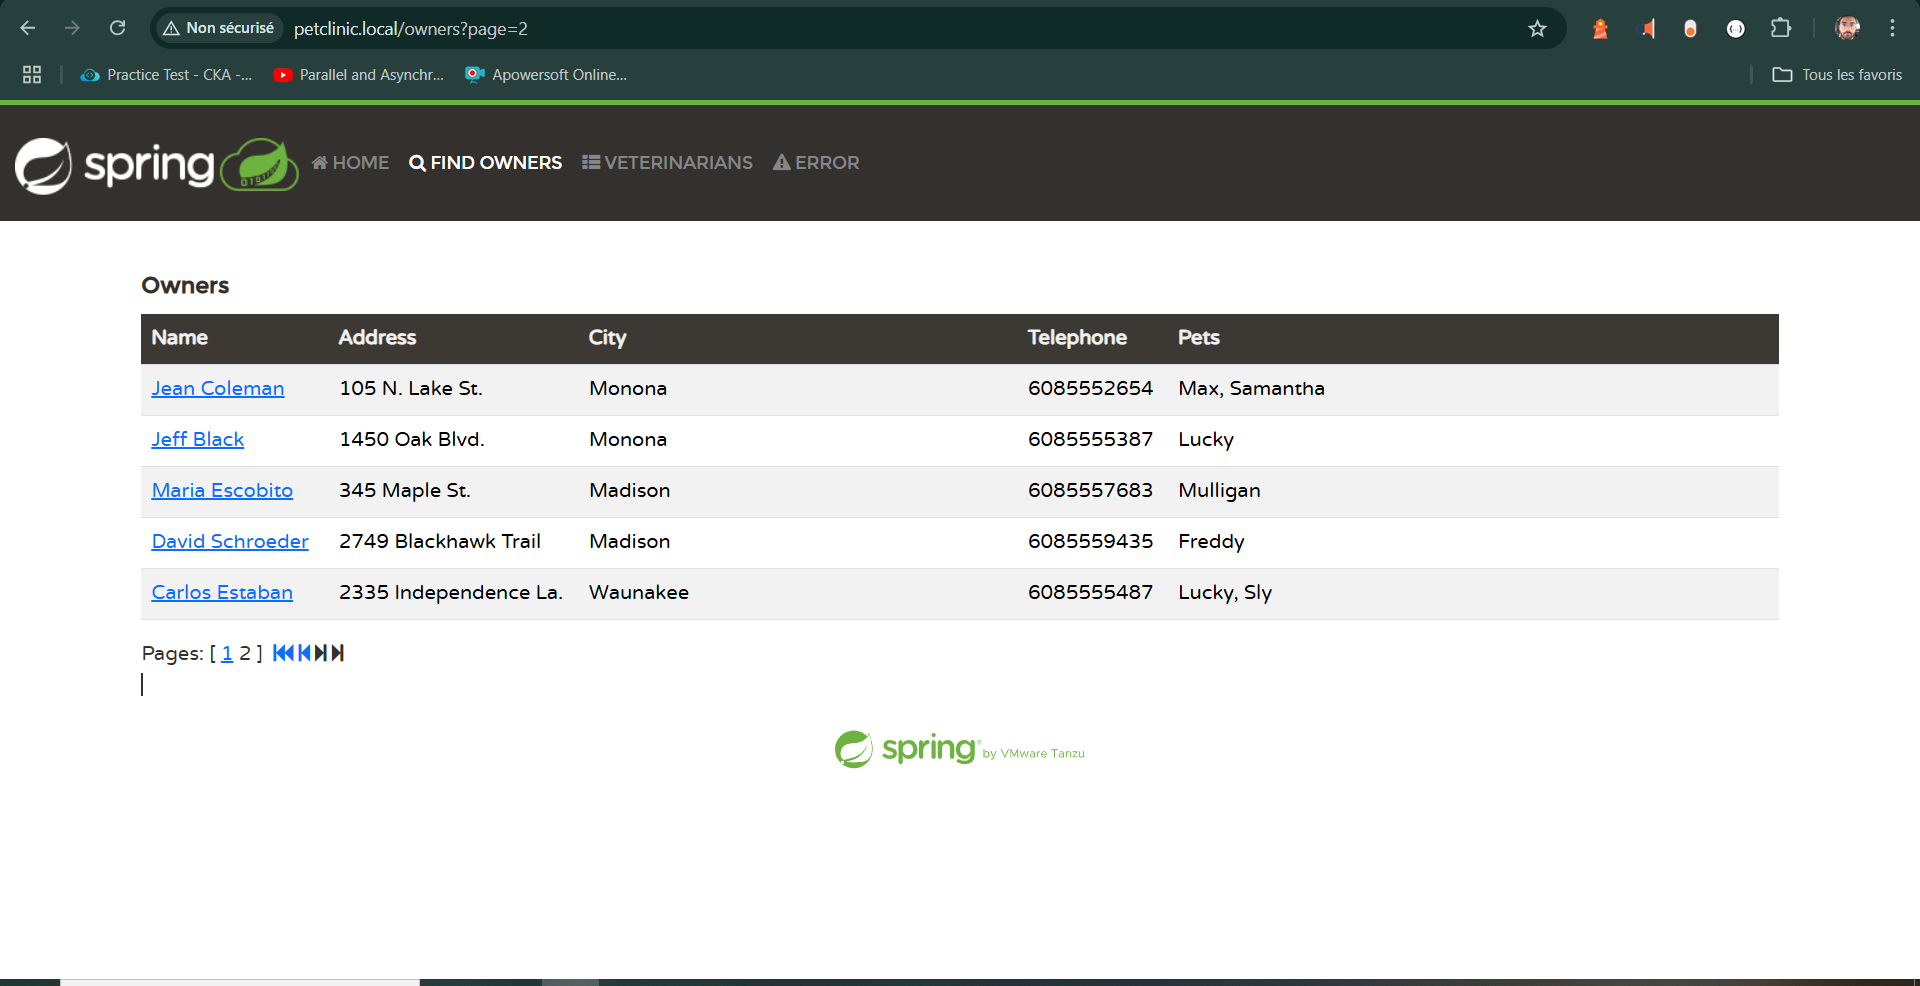 Non sécurisé petclinic.local/owners?page=2
Practice Test - CKA -... Parallel and Asynchr... Apowersoft Online... Tous les favoris
spring HOME FIND OWNERS VETERINARIANS ERROR
Owners
Name Address City Telephone Pets
Jean Coleman 105 N. Lake St. Monona 6085552654 Max, Samantha
Jeff Black 1450 Oak Blvd. Monona 6085555387 Lucky
Maria Escobito 345 Maple St. Madison 6085557683 Mulligan
David Schroeder 2749 Blackhawk Trail Madison 6085559435 Freddy
Carlos Estaban 2335 Independence La. Waunakee 6085555487 Lucky, Sly
Pages: [ 1 2 ]
|
spring® by VMware Tanzu